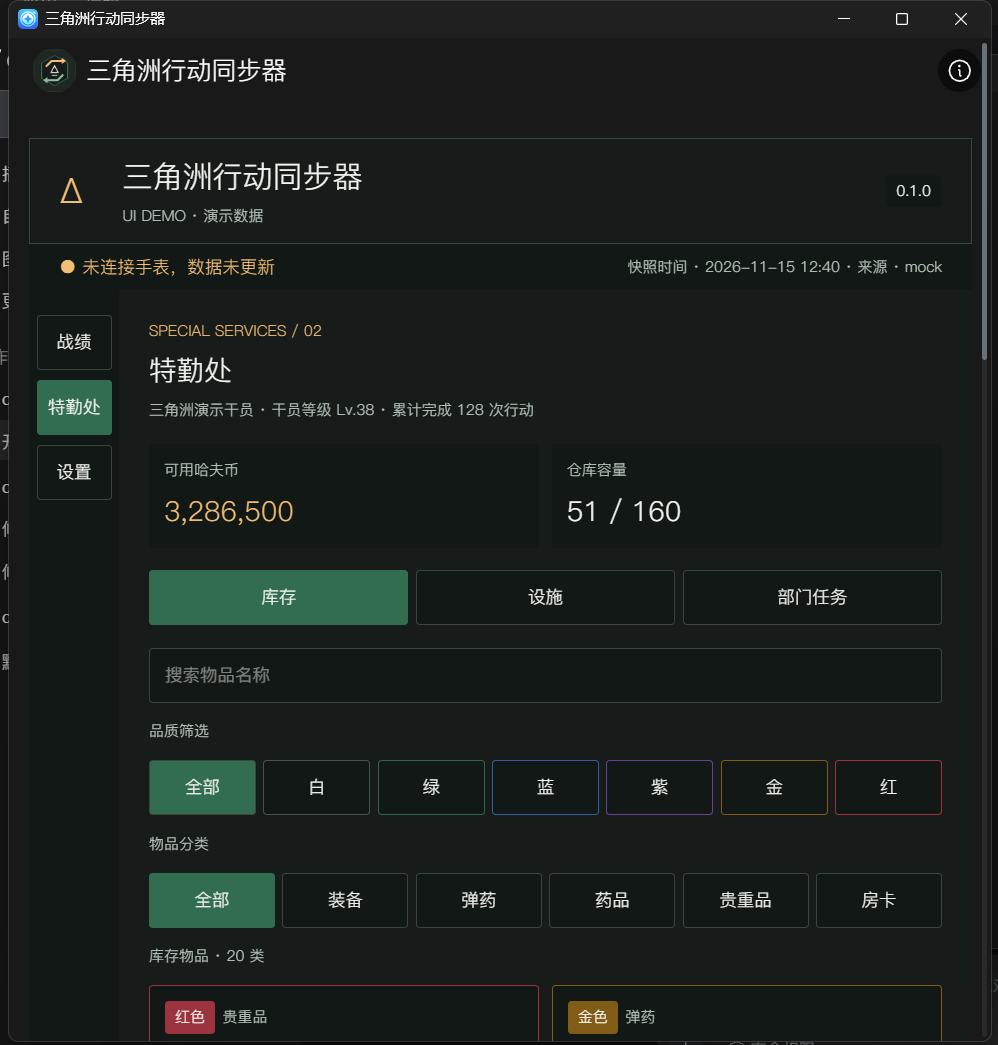 三角洲行动同步器
三角洲行动同步器
三角洲行动同步器
UI DEMO · 演示数据
0.1.0
未连接手表，数据未更新
快照时间 · 2026-11-15 12:40 · 来源 · mock
战绩
特勤处
设置
SPECIAL SERVICES / 02
特勤处
三角洲演示干员 · 干员等级 Lv.38 · 累计完成 128 次行动
可用哈夫币
3,286,500
仓库容量
51 / 160
库存 设施 部门任务
搜索物品名称
品质筛选
全部 白 绿 蓝 紫 金 红
物品分类
全部 装备 弹药 药品 贵重品 房卡
库存物品 · 20 类
红色 贵重品
金色 弹药